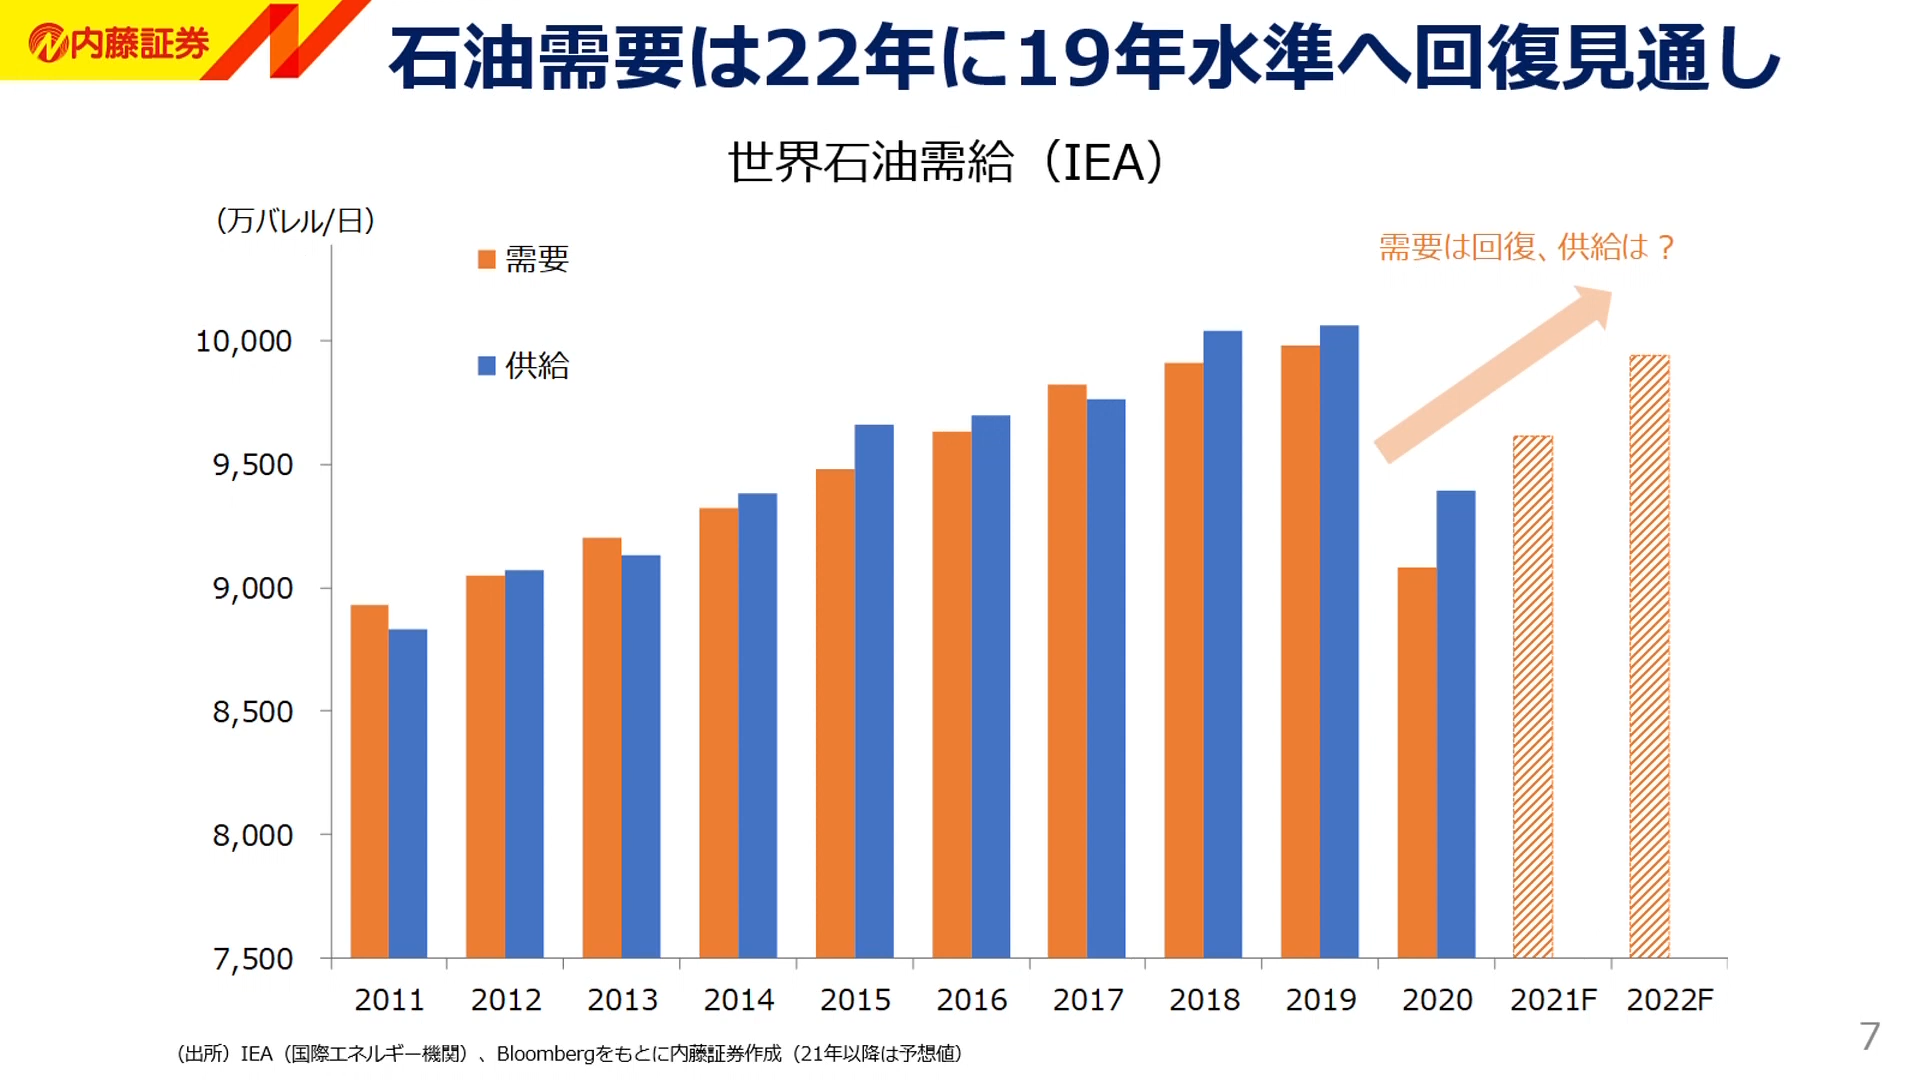 内藤証券
石油需要は22年に19年水準へ回復見通し
世界石油需給（IEA）
（万バレル/日）
需要は回復、供給は？
需要
供給
10,000
9,500
9,000
8,500
8,000
7,500
2011 2012 2013 2014 2015 2016 2017 2018 2019 2020 2021F 2022F
（出所）IEA（国際エネルギー機関）、Bloombergをもとに内藤証券作成（21年以降は予想値）
7